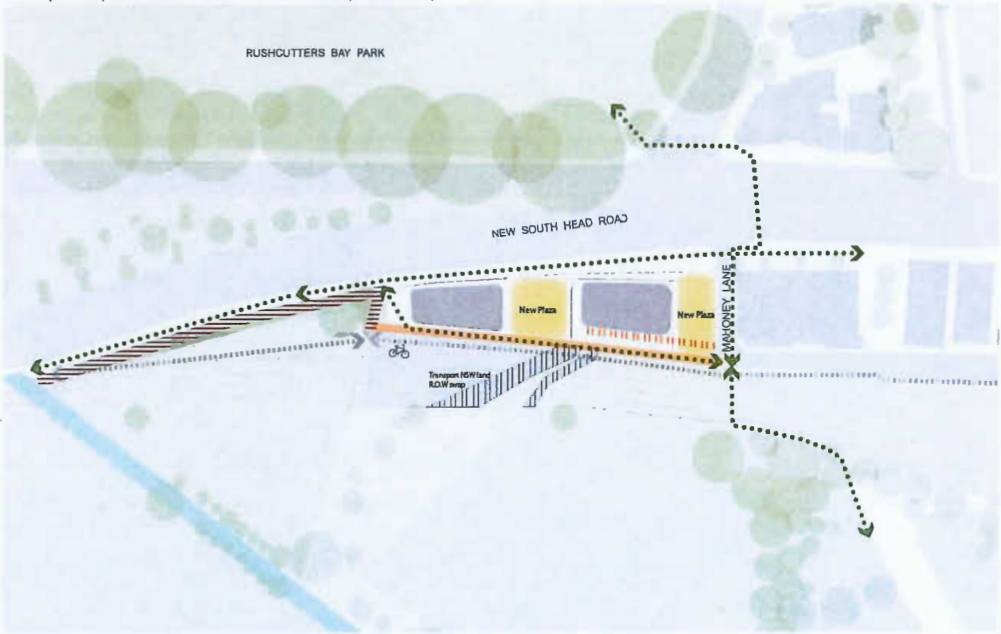 RUSHCUTTERS BAY PARK
NEW SOUTH HEAD ROAD
MAHONEY LANE
New Plaza
New Plaza
Transport NSW land
R.O.W swap